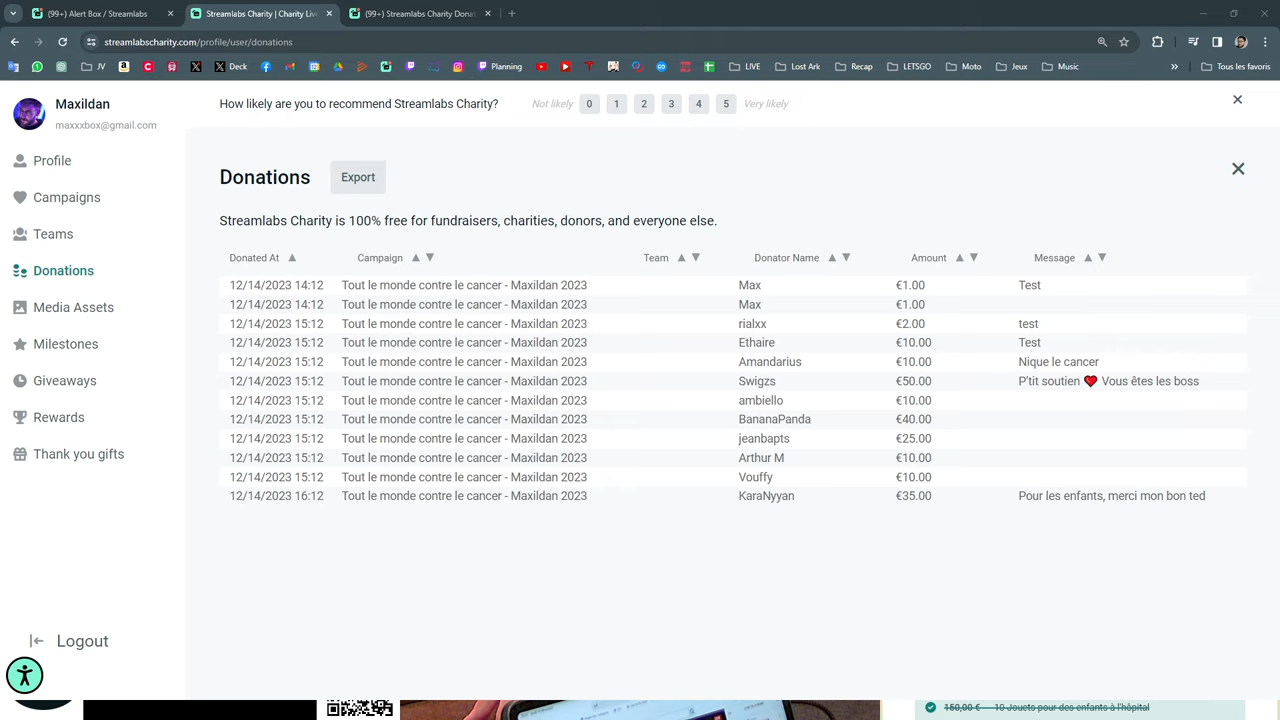 (99+) Alert Box / Streamlabs
Streamlabs Charity | Charity Live
(99+) Streamlabs Charity Donat
streamlabscharity.com/profile/user/donations
JV
Deck
Planning
LIVE
Lost Ark
Recap
LETSGO
Moto
Jeux
Music
Tous les favoris
Maxildan
maxxxbox@gmail.com
How likely are you to recommend Streamlabs Charity?
Not likely 0 1 2 3 4 5 Very likely
Profile
Campaigns
Teams
Donations
Media Assets
Milestones
Giveaways
Rewards
Thank you gifts
Logout
Donations
Export
Streamlabs Charity is 100% free for fundraisers, charities, donors, and everyone else.
Donated At Campaign Team Donator Name Amount Message
12/14/2023 14:12 Tout le monde contre le cancer - Maxildan 2023 Max €1.00 Test
12/14/2023 14:12 Tout le monde contre le cancer - Maxildan 2023 Max €1.00
12/14/2023 15:12 Tout le monde contre le cancer - Maxildan 2023 rialxx €2.00 test
12/14/2023 15:12 Tout le monde contre le cancer - Maxildan 2023 Ethaire €10.00 Test
12/14/2023 15:12 Tout le monde contre le cancer - Maxildan 2023 Amandarius €10.00 Nique le cancer
12/14/2023 15:12 Tout le monde contre le cancer - Maxildan 2023 Swigzs €50.00 P'tit soutien ❤️ Vous êtes les boss
12/14/2023 15:12 Tout le monde contre le cancer - Maxildan 2023 ambiello €10.00
12/14/2023 15:12 Tout le monde contre le cancer - Maxildan 2023 BananaPanda €40.00
12/14/2023 15:12 Tout le monde contre le cancer - Maxildan 2023 jeanbapts €25.00
12/14/2023 15:12 Tout le monde contre le cancer - Maxildan 2023 Arthur M €10.00
12/14/2023 15:12 Tout le monde contre le cancer - Maxildan 2023 Vouffy €10.00
12/14/2023 16:12 Tout le monde contre le cancer - Maxildan 2023 KaraNyyan €35.00 Pour les enfants, merci mon bon ted
150,00 € — 10 Jouets pour des enfants à l'hôpital